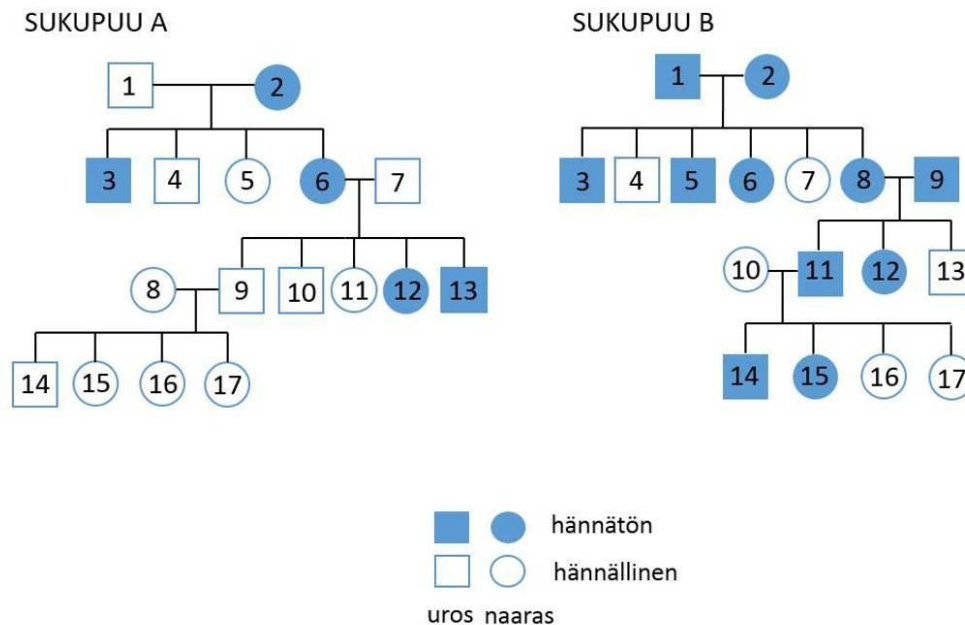 SUKUPUU A
1 2
3 4 5 6 7
8 9 10 11 12 13
14 15 16 17
SUKUPUU B
1 2
3 4 5 6 7 8 9
10 11 12 13
14 15 16 17
hännätön
hännällinen
uros naaras